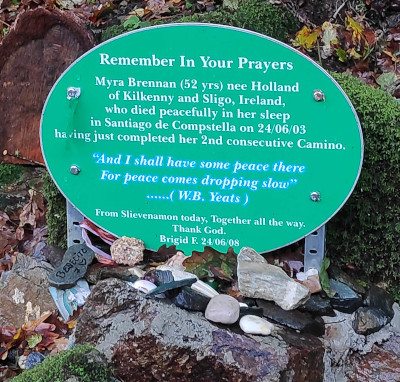 Remember In Your Prayers
Myra Brennan (52 yrs) nee Holland
of Kilkenny and Sligo, Ireland,
who died peacefully in her sleep
in Santiago de Compstella on 24/06/03
having just completed her 2nd consecutive Camino.
"And I shall have some peace there
For peace comes dropping slow"
......( W.B. Yeats )
From Slievenamon today, Together all the way.
Thank God.
Brigid F. 24/06/08